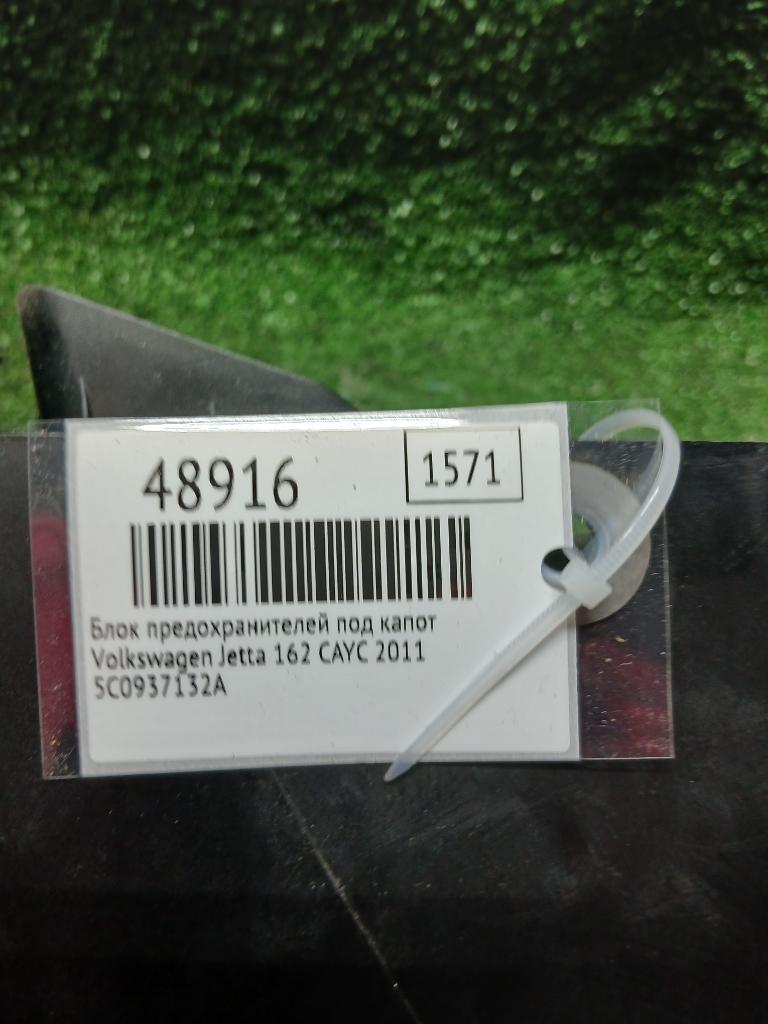 48916
1571
Блок предохранителей под капот
Volkswagen Jetta 162 CAYC 2011
5C0937132A